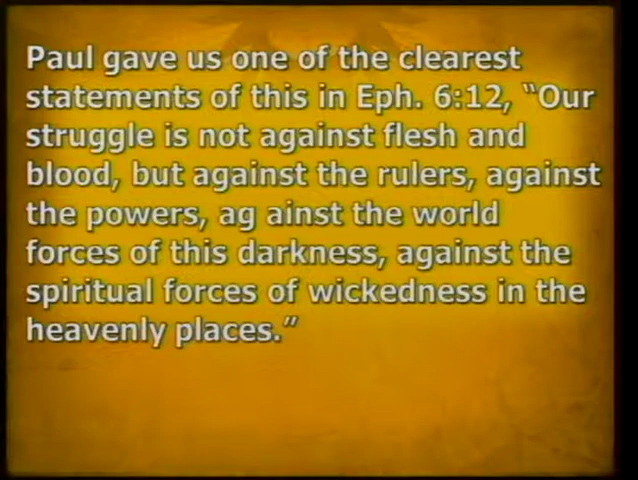 Paul gave us one of the clearest
statements of this in Eph. 6:12, “Our
struggle is not against flesh and
blood, but against the rulers, against
the powers, ag ainst the world
forces of this darkness, against the
spiritual forces of wickedness in the
heavenly places.”